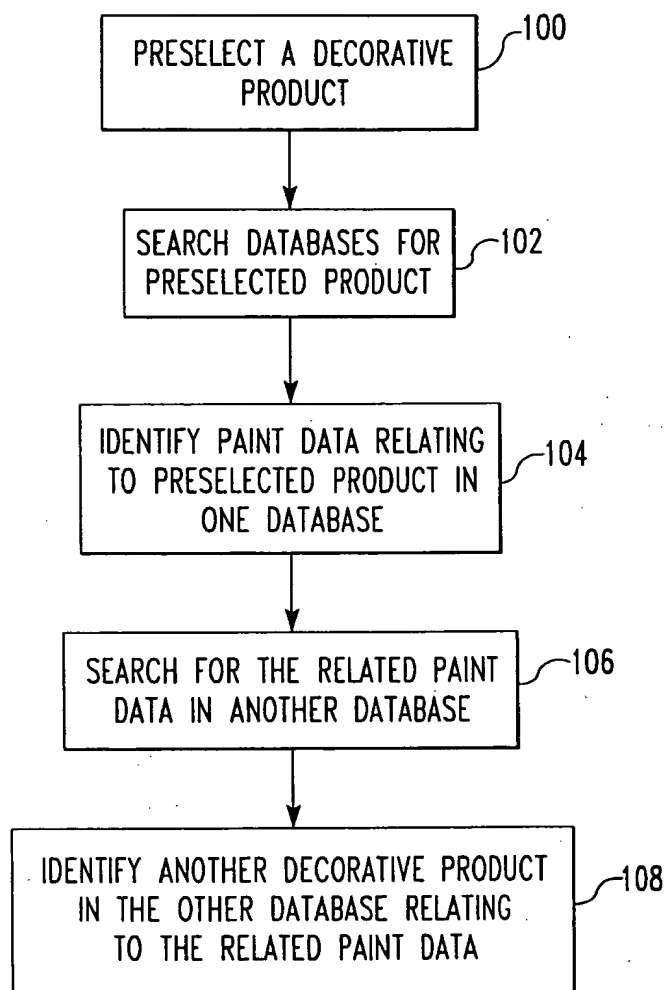 PRESELECT A DECORATIVE
PRODUCT
100
SEARCH DATABASES FOR
PRESELECTED PRODUCT
102
IDENTIFY PAINT DATA RELATING
TO PRESELECTED PRODUCT IN
ONE DATABASE
104
SEARCH FOR THE RELATED PAINT
DATA IN ANOTHER DATABASE
106
IDENTIFY ANOTHER DECORATIVE PRODUCT
IN THE OTHER DATABASE RELATING
TO THE RELATED PAINT DATA
108